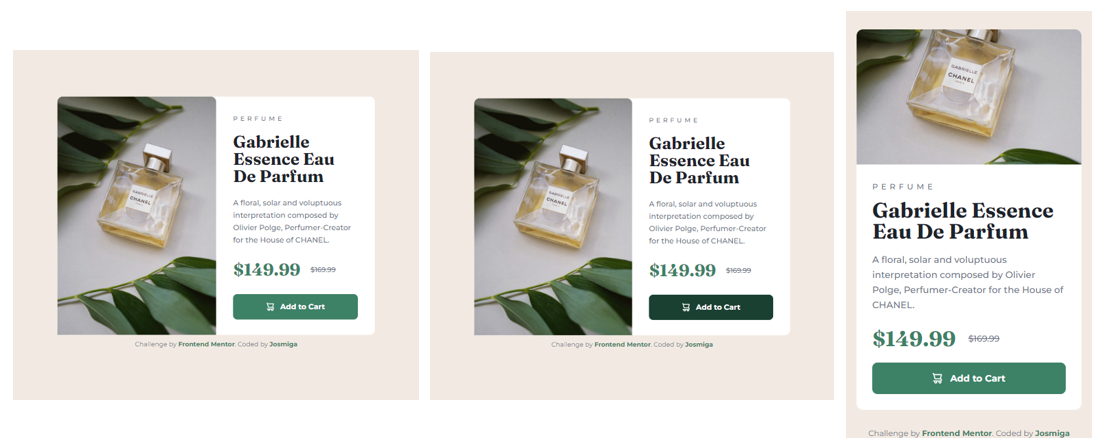 PERFUME
Gabrielle
Essence Eau
De Parfum
A floral, solar and voluptuous
interpretation composed by
Olivier Polge, Perfumer-Creator
for the House of CHANEL.
$149.99 $169.99
Add to Cart
GABRIELLE
CHANEL
Challenge by Frontend Mentor. Coded by Josmiga
PERFUME
Gabrielle
Essence Eau
De Parfum
A floral, solar and voluptuous
interpretation composed by
Olivier Polge, Perfumer-Creator
for the House of CHANEL.
$149.99 $169.99
Add to Cart
GABRIELLE
CHANEL
Challenge by Frontend Mentor. Coded by Josmiga
GABRIELLE
CHANEL
PERFUME
Gabrielle Essence
Eau De Parfum
A floral, solar and voluptuous
interpretation composed by Olivier
Polge, Perfumer-Creator for the House of
CHANEL.
$149.99 $169.99
Add to Cart
Challenge by Frontend Mentor. Coded by Josmiga